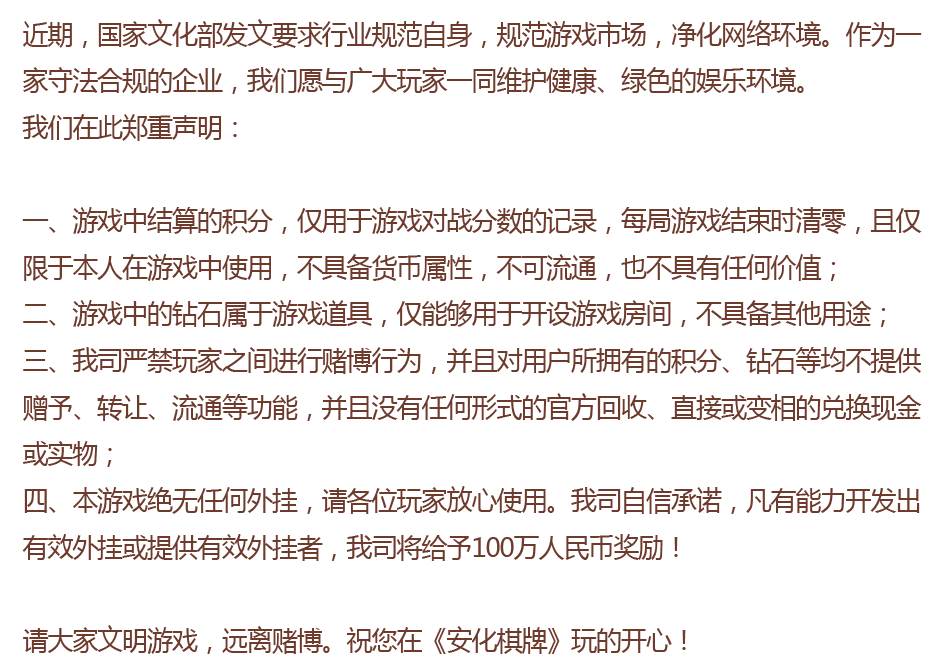 近期，国家文化部发文要求行业规范自身，规范游戏市场，净化网络环境。作为一
家守法合规的企业，我们愿与广大玩家一同维护健康、绿色的娱乐环境。
我们在此郑重声明：
一、游戏中结算的积分，仅用于游戏对战分数的记录，每局游戏结束时清零，且仅
限于本人在游戏中使用，不具备货币属性，不可流通，也不具有任何价值；
二、游戏中的钻石属于游戏道具，仅能够用于开设游戏房间，不具备其他用途；
三、我司严禁玩家之间进行赌博行为，并且对用户所拥有的积分、钻石等均不提供
赠予、转让、流通等功能，并且没有任何形式的官方回收、直接或变相的兑换现金
或实物；
四、本游戏绝无任何外挂，请各位玩家放心使用。我司自信承诺，凡有能力开发出
有效外挂或提供有效外挂者，我司将给予100万人民币奖励！
请大家文明游戏，远离赌博。祝您在《安化棋牌》玩的开心！